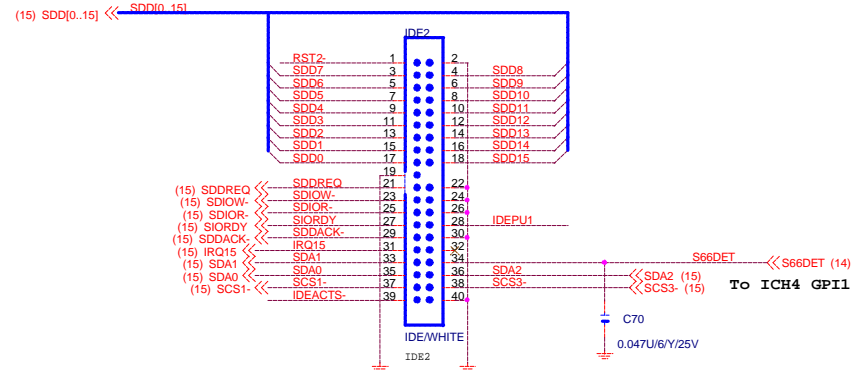 (15) SDD[0..15] SDD[0..15]
IDE2
RST2- 1 2
SDD7 3 4 SDD8
SDD6 5 6 SDD9
SDD5 7 8 SDD10
SDD4 9 10 SDD11
SDD3 11 12 SDD12
SDD2 13 14 SDD13
SDD1 15 16 SDD14
SDD0 17 18 SDD15
19
(15) SDDREQ SDDREQ 21 22
(15) SDIOW- SDIOW- 23 24
(15) SDIOR- SDIOR- 25 26
(15) SIORDY SIORDY 27 28 IDEPU1
(15) SDDACK- SDDACK- 29 30
(15) IRQ15 IRQ15 31 32
(15) SDA1 SDA1 33 34 S66DET S66DET (14)
(15) SDA0 SDA0 35 36 SDA2 SDA2 (15)
(15) SCS1- SCS1- 37 38 SCS3- SCS3- (15) To ICH4 GPI1
IDEACTS- 39 40
C70
IDE/WHITE
0.047U/6/Y/25V
IDE2